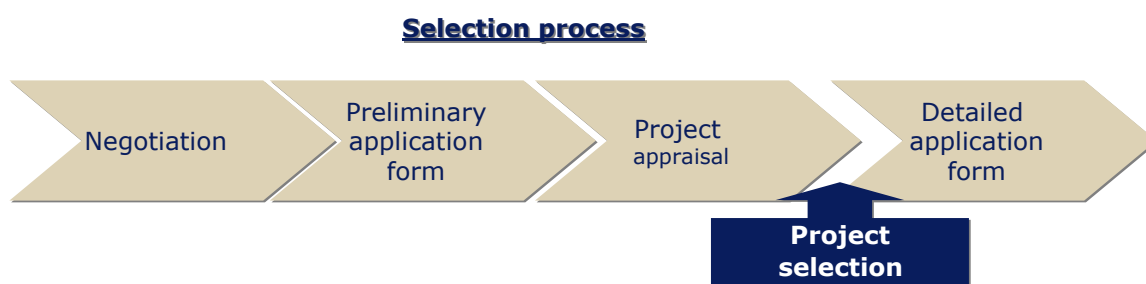 Selection process
Negotiation
Preliminary
application
form
Project
appraisal
Detailed
application
form
Project
selection